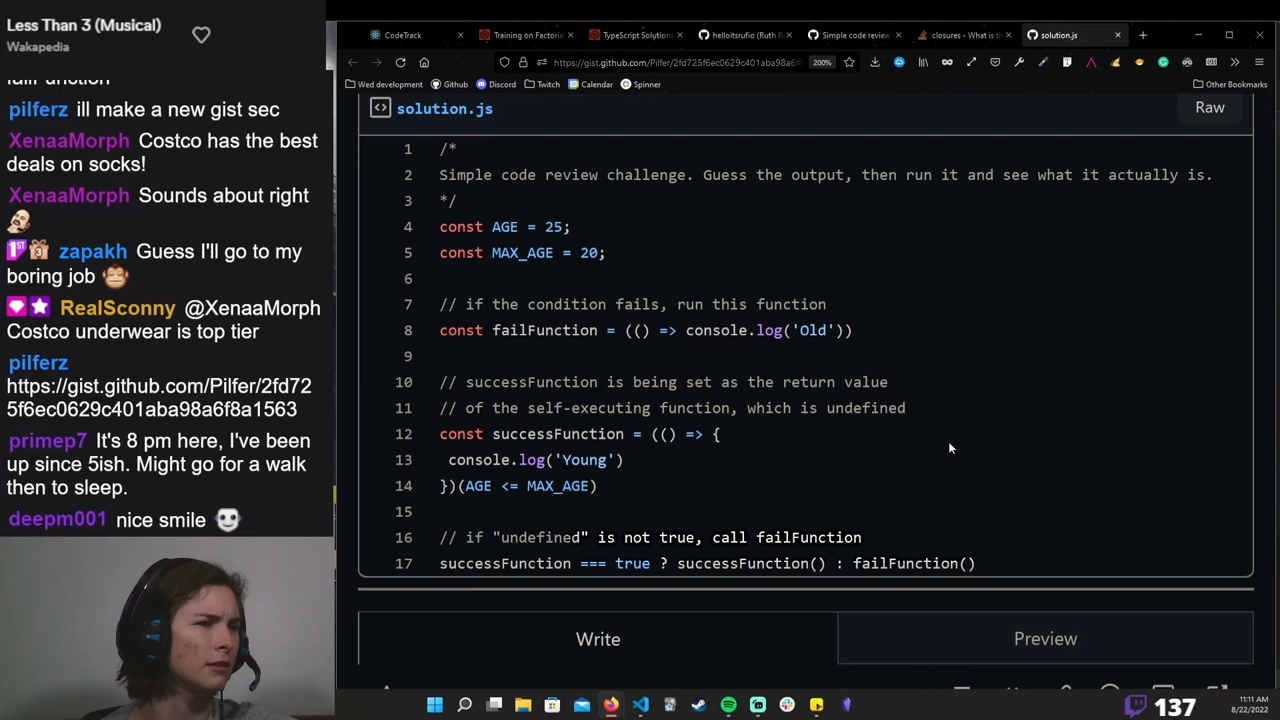 Less Than 3 (Musical)
Wakapedia
pilferz ill make a new gist sec
XenaaMorph Costco has the best
deals on socks!
XenaaMorph Sounds about right
1ST 3 zapakh Guess I'll go to my
boring job
RealSconny @XenaaMorph
Costco underwear is top tier
pilferz
https://gist.github.com/Pilfer/2fd72
5f6ec0629c401aba98a6f8a1563
primep7 It's 8 pm here, I've been
up since 5ish. Might go for a walk
then to sleep.
deepm001 nice smile
CodeTrack
Training on Factorial
TypeScript Solutions
helloitsrufio (Ruth R
Simple code review
closures - What is th
solution.js
https://gist.github.com/Pilfer/2fd725f6ec0629c401aba98a6f8
200%
Wed development
Github
Discord
Twitch
Calendar
Spinner
Other Bookmarks
solution.js
Raw
1 /*
2 Simple code review challenge. Guess the output, then run it and see what it actually is.
3 */
4 const AGE = 25;
5 const MAX_AGE = 20;
6
7 // if the condition fails, run this function
8 const failFunction = (() => console.log('Old'))
9
10 // successFunction is being set as the return value
11 // of the self-executing function, which is undefined
12 const successFunction = (() => {
13 console.log('Young')
14 })(AGE <= MAX_AGE)
15
16 // if "undefined" is not true, call failFunction
17 successFunction === true ? successFunction() : failFunction()
Write
Preview
11:11 AM
8/22/2022
137